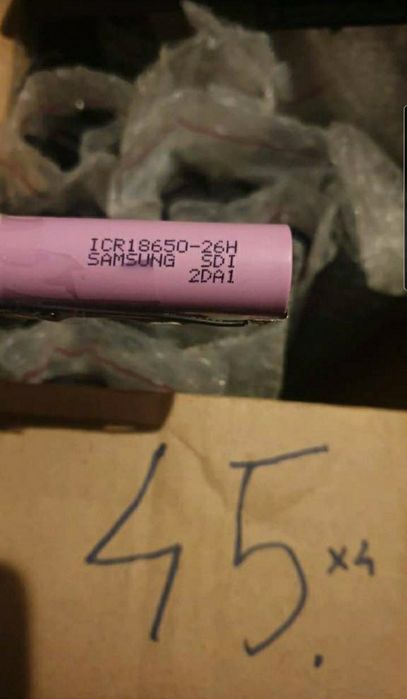 ICR18650-26H
SAMSUNG SDI
2DA1
45.
x4